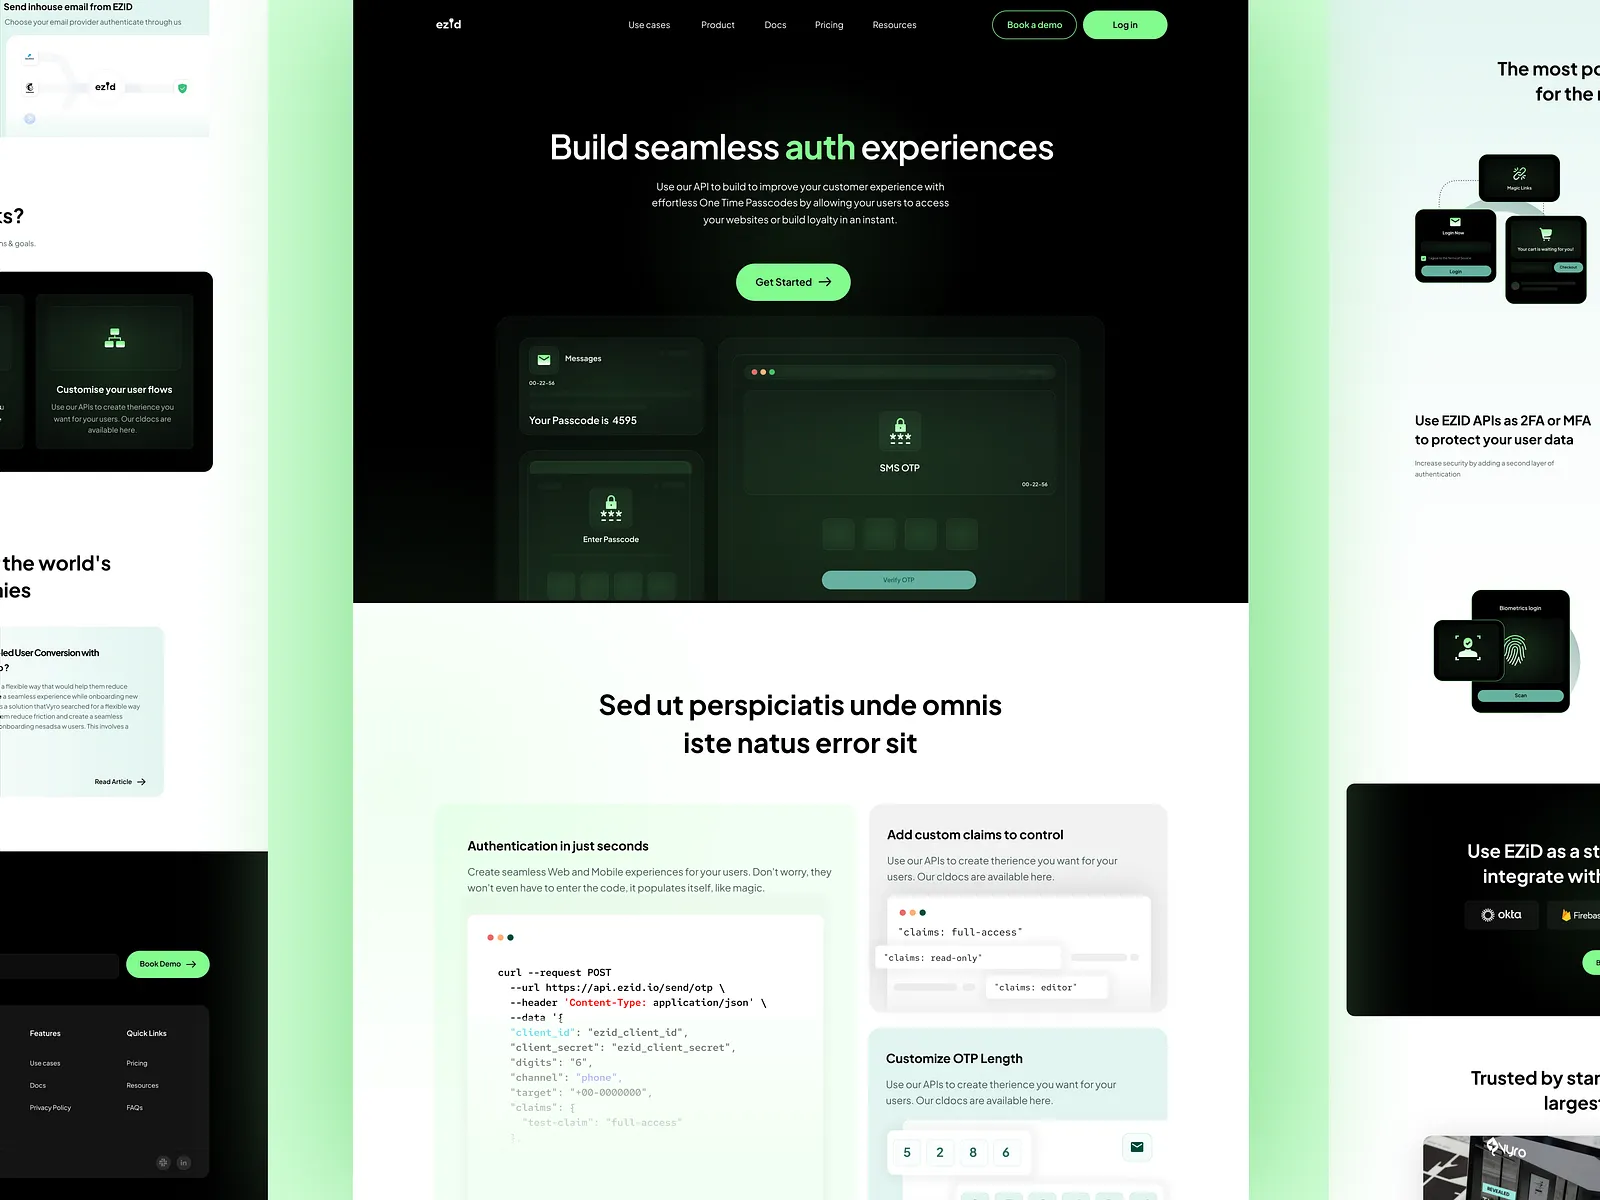 Send inhouse email from EZID
Choose your email provider authenticate through us
ezid
ts?
ns & goals.
Customise your user flows
Use our APIs to create therience you
want for your users. Our cldocs are
available here.
the world's
nies
led User Conversion with
o ?
a flexible way that would help them reduce
a seamless experience while onboarding new
s a solution thatVyro searched for a flexible way
em reduce friction and create a seamless
onboarding nesadsa w users. This involves a
Read Article
Book Demo
Features
Quick Links
Use cases
Pricing
Docs
Resources
Privacy Policy
FAQs
in
ezid
Use cases
Product
Docs
Pricing
Resources
Book a demo
Log in
Build seamless auth experiences
Use our API to build to improve your customer experience with
effortless One Time Passcodes by allowing your users to access
your websites or build loyalty in an instant.
Get Started
Messages
00-22-56
Your Passcode is 4595
Enter Passcode
SMS OTP
00-22-56
Verify OTP
Sed ut perspiciatis unde omnis
iste natus error sit
Authentication in just seconds
Create seamless Web and Mobile experiences for your users. Don't worry, they
won't even have to enter the code, it populates itself, like magic.
curl --request POST
--url https://api.ezid.io/send/otp \
--header 'Content-Type: application/json' \
--data '{
"client_id": "ezid_client_id",
"client_secret": "ezid_client_secret",
"digits": "6",
"channel": "phone",
"target": "+00-0000000",
"claims": {
"test-claim": "full-access"
}.
Add custom claims to control
Use our APIs to create therience you want for your
users. Our cldocs are available here.
"claims: full-access"
"claims: read-only"
"claims: editor"
Customize OTP Length
Use our APIs to create therience you want for your
users. Our cldocs are available here.
5 2 8 6
The most po
for the
Magic Links
Login Now
Login
Your cart is waiting for you!
Checkout
Use EZID APIs as 2FA or MFA
to protect your user data
Increase security by adding a second layer of
authentication
Biometrics login
Scan
Use EZiD as a st
integrate with
okta
Firebas
B
Trusted by star
largest
vyro
REVEALED